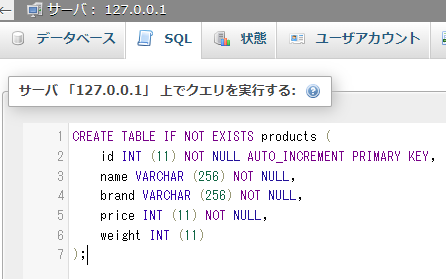 ← サーバ: 127.0.0.1
データベース SQL 状態 ユーザアカウント
サーバ 「127.0.0.1」 上でクエリを実行する:
1 CREATE TABLE IF NOT EXISTS products (
2 id INT (11) NOT NULL AUTO_INCREMENT PRIMARY KEY,
3 name VARCHAR (256) NOT NULL,
4 brand VARCHAR (256) NOT NULL,
5 price INT (11) NOT NULL,
6 weight INT (11)
7 );